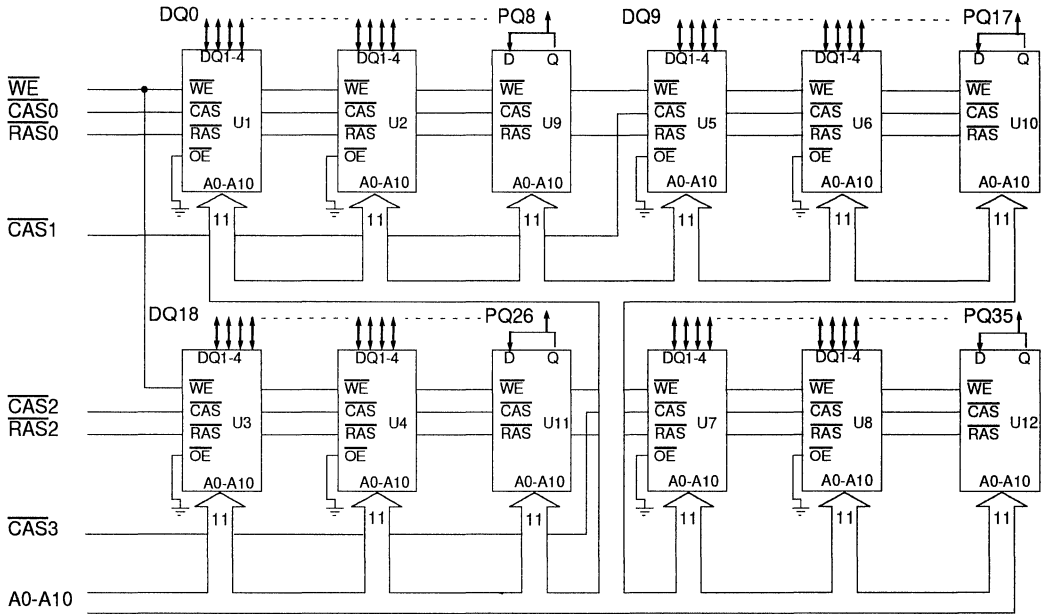 DQ0 PQ8 DQ9 PQ17
DQ1-4 DQ1-4 D Q DQ1-4 DQ1-4 D Q
WE WE WE WE WE WE WE
CAS0 CAS CAS CAS CAS CAS CAS
U1 U2 U9 U5 U6 U10
RAS0 RAS RAS RAS RAS RAS RAS
OE OE OE OE
A0-A10 A0-A10 A0-A10 A0-A10 A0-A10 A0-A10
11 11 11 11 11 11
CAS1
DQ18 PQ26 PQ35
DQ1-4 DQ1-4 D Q DQ1-4 DQ1-4 D Q
WE WE WE WE WE WE
CAS2 CAS CAS CAS CAS CAS CAS
U3 U4 U11 U7 U8 U12
RAS2 RAS RAS RAS RAS RAS RAS
OE OE OE OE
A0-A10 A0-A10 A0-A10 A0-A10 A0-A10 A0-A10
11 11 11 11 11 11
CAS3
A0-A10